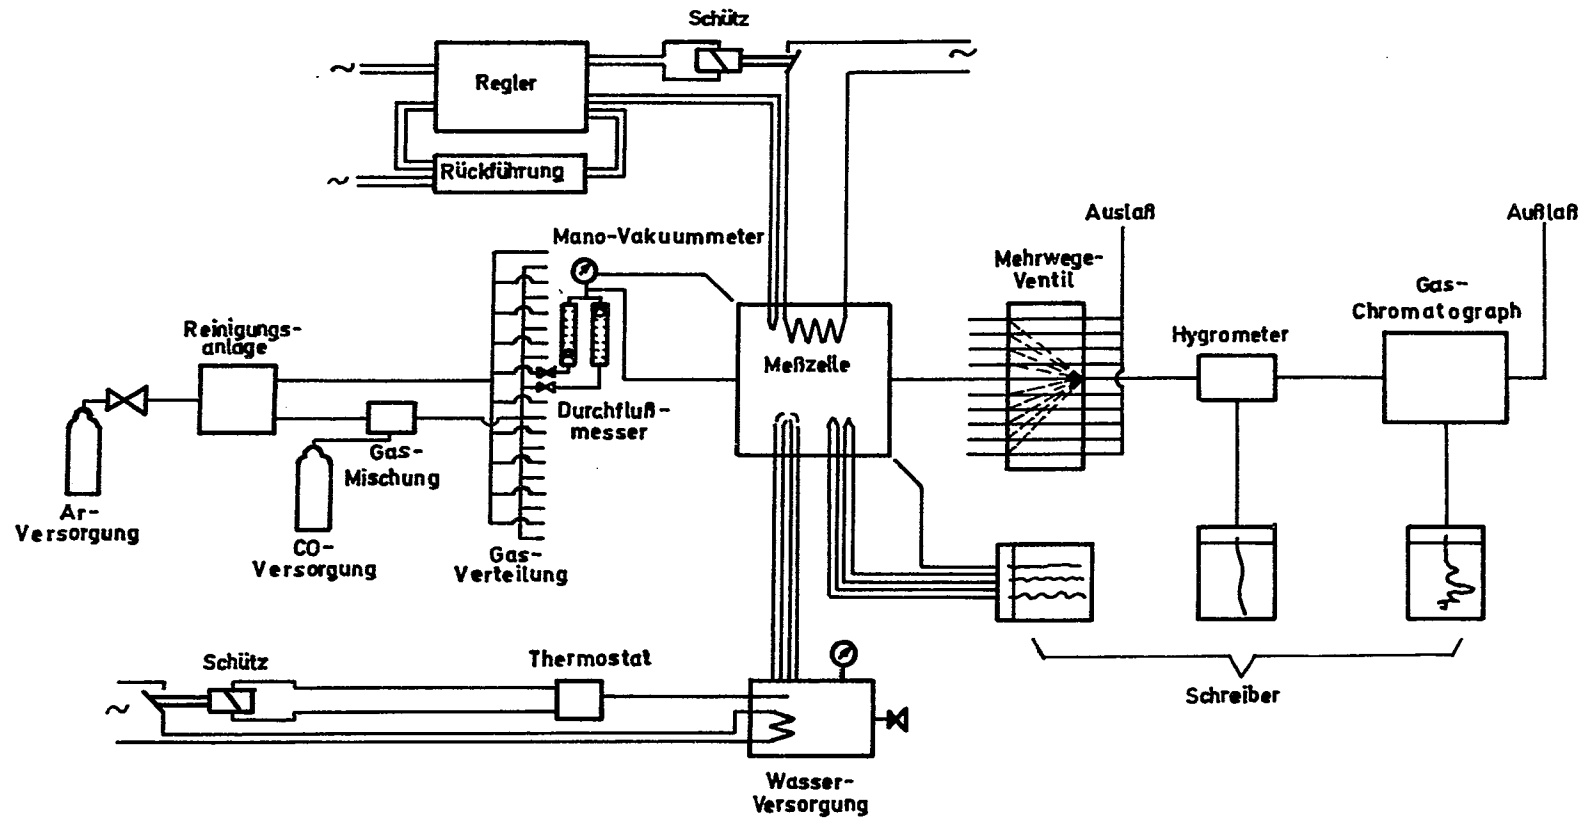 Schütz
Regler
Rückführung
Mano-Vakuummeter
Auslaß
Außlaß
Mehrwege-
Ventil
Gas-
Chromatograph
Hygrometer
Reinigungs-
anlage
Meßzelle
Durchfluß-
messer
Gas-
Mischung
Ar-
Versorgung
CO-
Versorgung
Gas-
Verteilung
Schütz
Thermostat
Schreiber
Wasser-
Versorgung